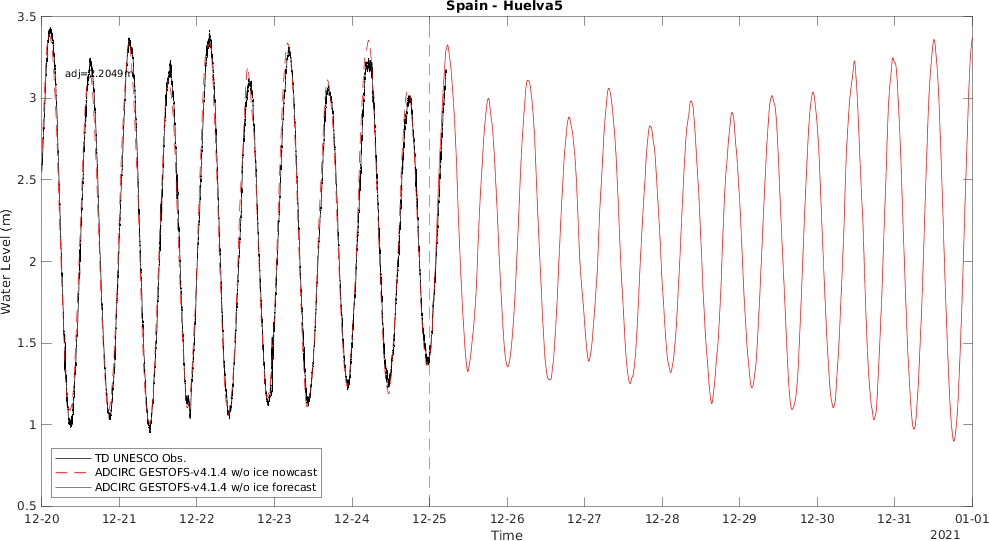 Spain - Huelva5
3.5
3
2.5
2
1.5
1
0.5
Water Level (m)
adj=2.2049m
TD UNESCO Obs.
ADCIRC GESTOFS-v4.1.4 w/o ice nowcast
ADCIRC GESTOFS-v4.1.4 w/o ice forecast
12-20 12-21 12-22 12-23 12-24 12-25 12-26 12-27 12-28 12-29 12-30 12-31 01-01
Time
2021